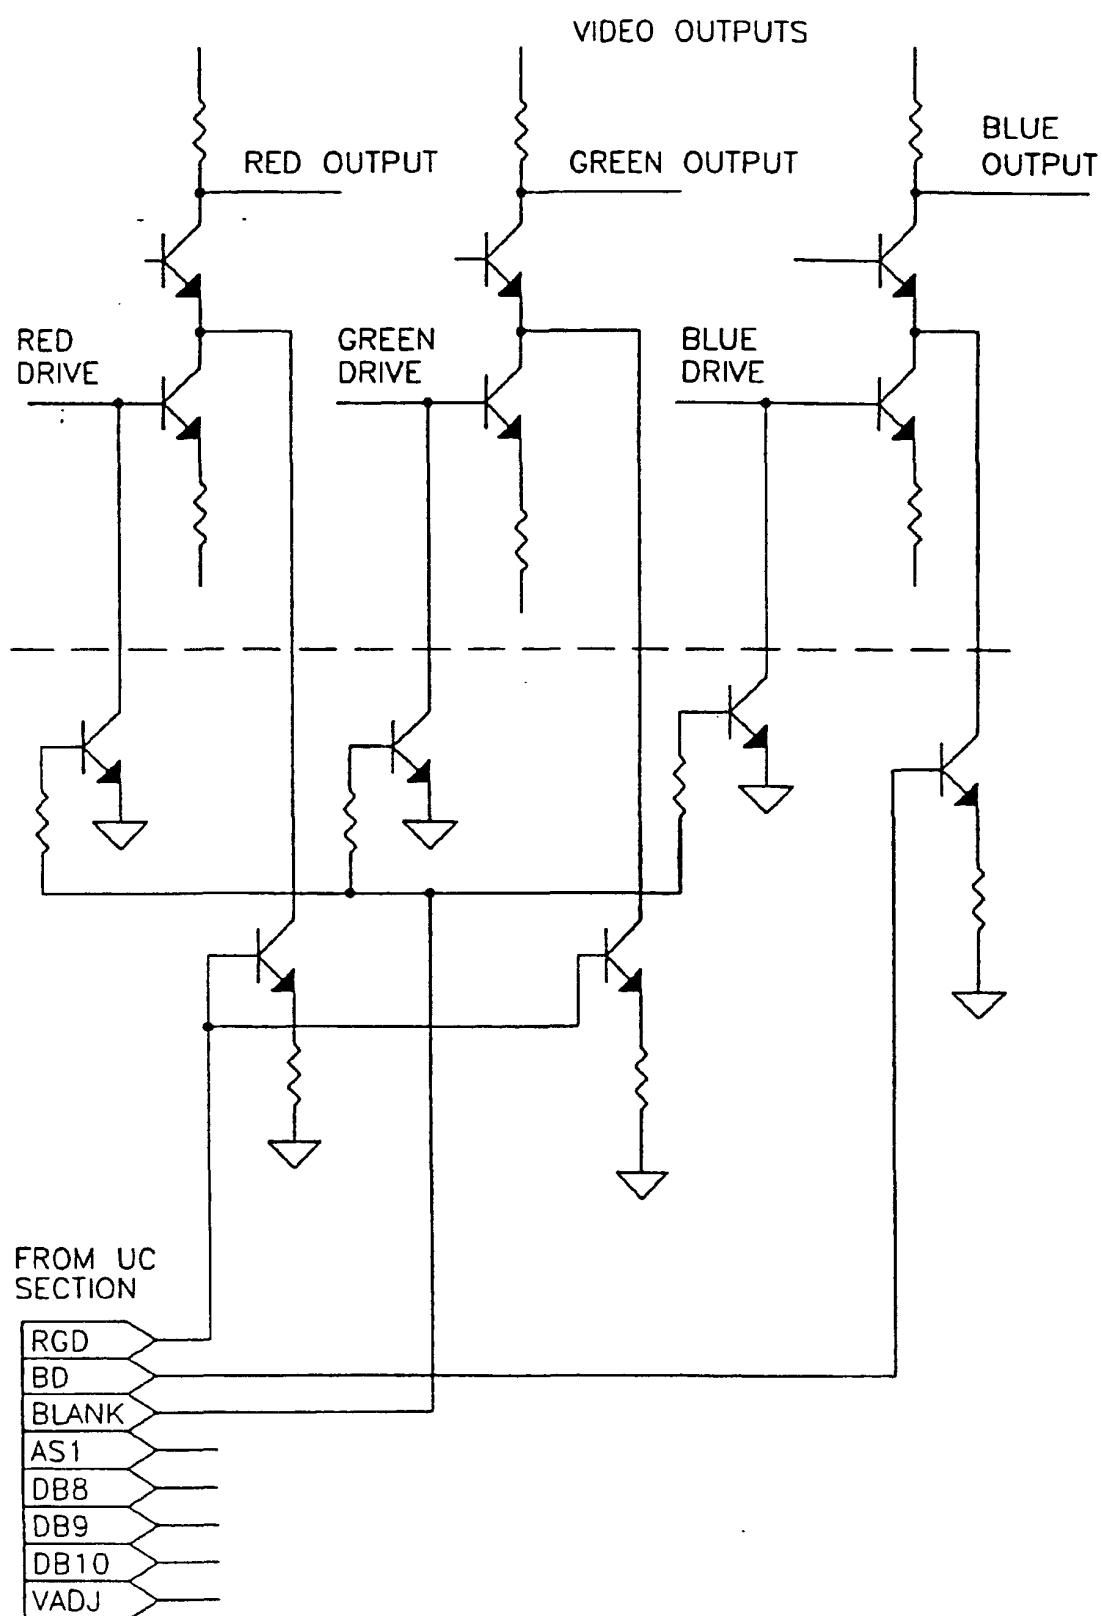 VIDEO OUTPUTS
RED OUTPUT
GREEN OUTPUT
BLUE
OUTPUT
RED
DRIVE
GREEN
DRIVE
BLUE
DRIVE
FROM UC
SECTION
RGD
BD
BLANK
AS1
DB8
DB9
DB10
VADJ